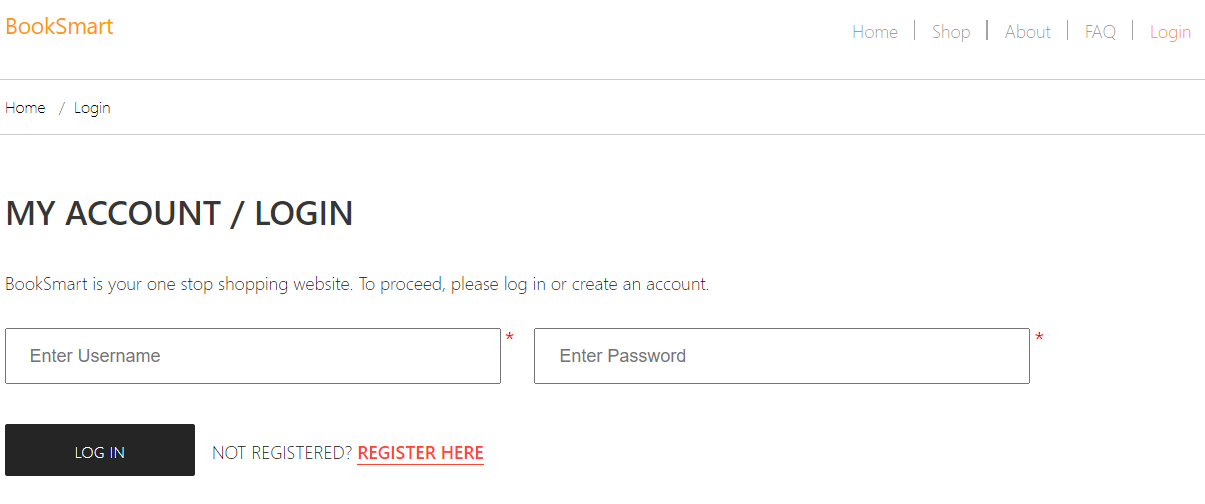 BookSmart
Home | Shop | About | FAQ | Login
Home / Login
MY ACCOUNT / LOGIN
BookSmart is your one stop shopping website. To proceed, please log in or create an account.
Enter Username * Enter Password *
LOG IN NOT REGISTERED? REGISTER HERE